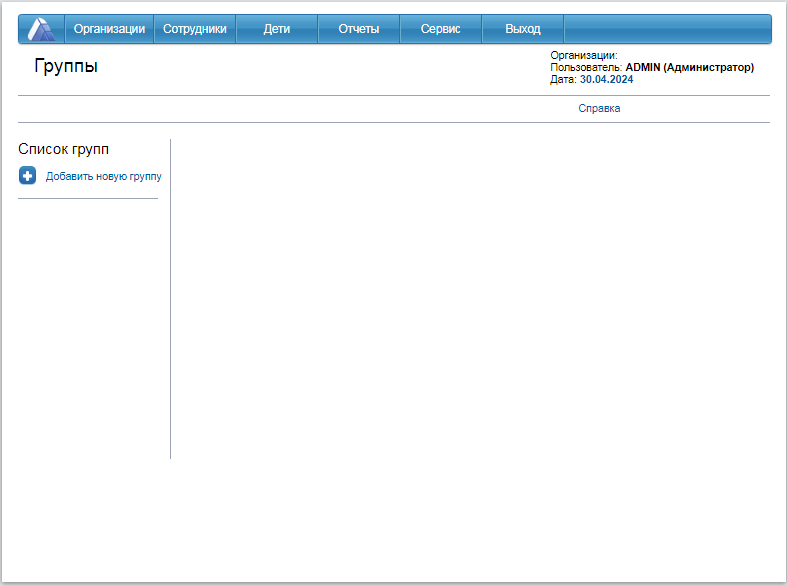 Организации Сотрудники Дети Отчеты Сервис Выход
Группы
Организации:
Пользователь: ADMIN (Администратор)
Дата: 30.04.2024
Справка
Список групп
Добавить новую группу